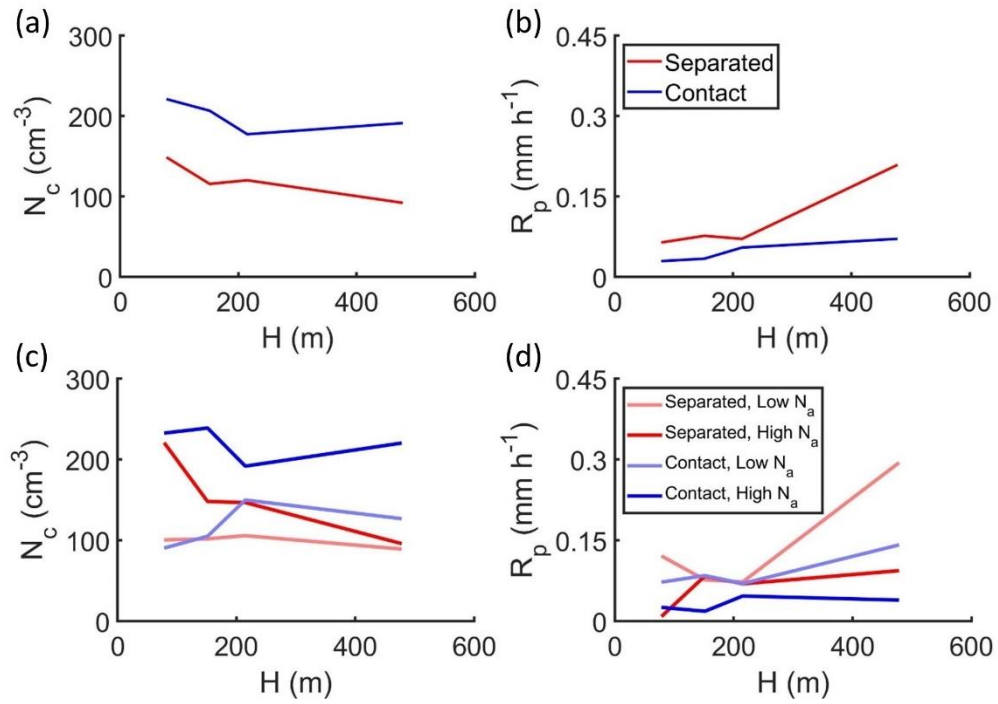 (a)
300
200
100
0
N_c (cm^-3)
0 200 400 600
H (m)
(b)
0.45
0.3
0.15
0
R_p (mm h^-1)
Separated
Contact
0 200 400 600
H (m)
(c)
300
200
100
0
N_c (cm^-3)
0 200 400 600
H (m)
(d)
0.45
0.3
0.15
0
R_p (mm h^-1)
Separated, Low N_a
Separated, High N_a
Contact, Low N_a
Contact, High N_a
0 200 400 600
H (m)